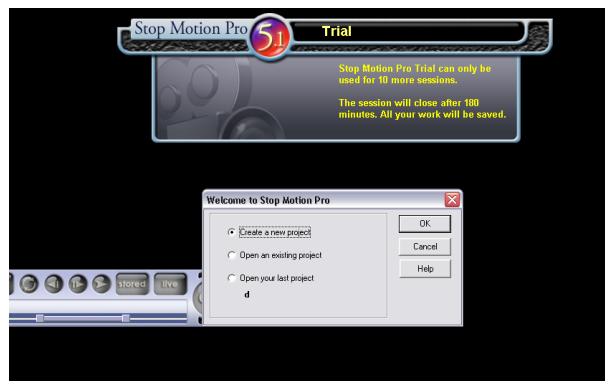 Stop Motion Pro 5.1 Trial
Stop Motion Pro Trial can only be
used for 10 more sessions.
The session will close after 180
minutes. All your work will be saved.
Welcome to Stop Motion Pro
Create a new project
Open an existing project
Open your last project
d
OK
Cancel
Help
stored live